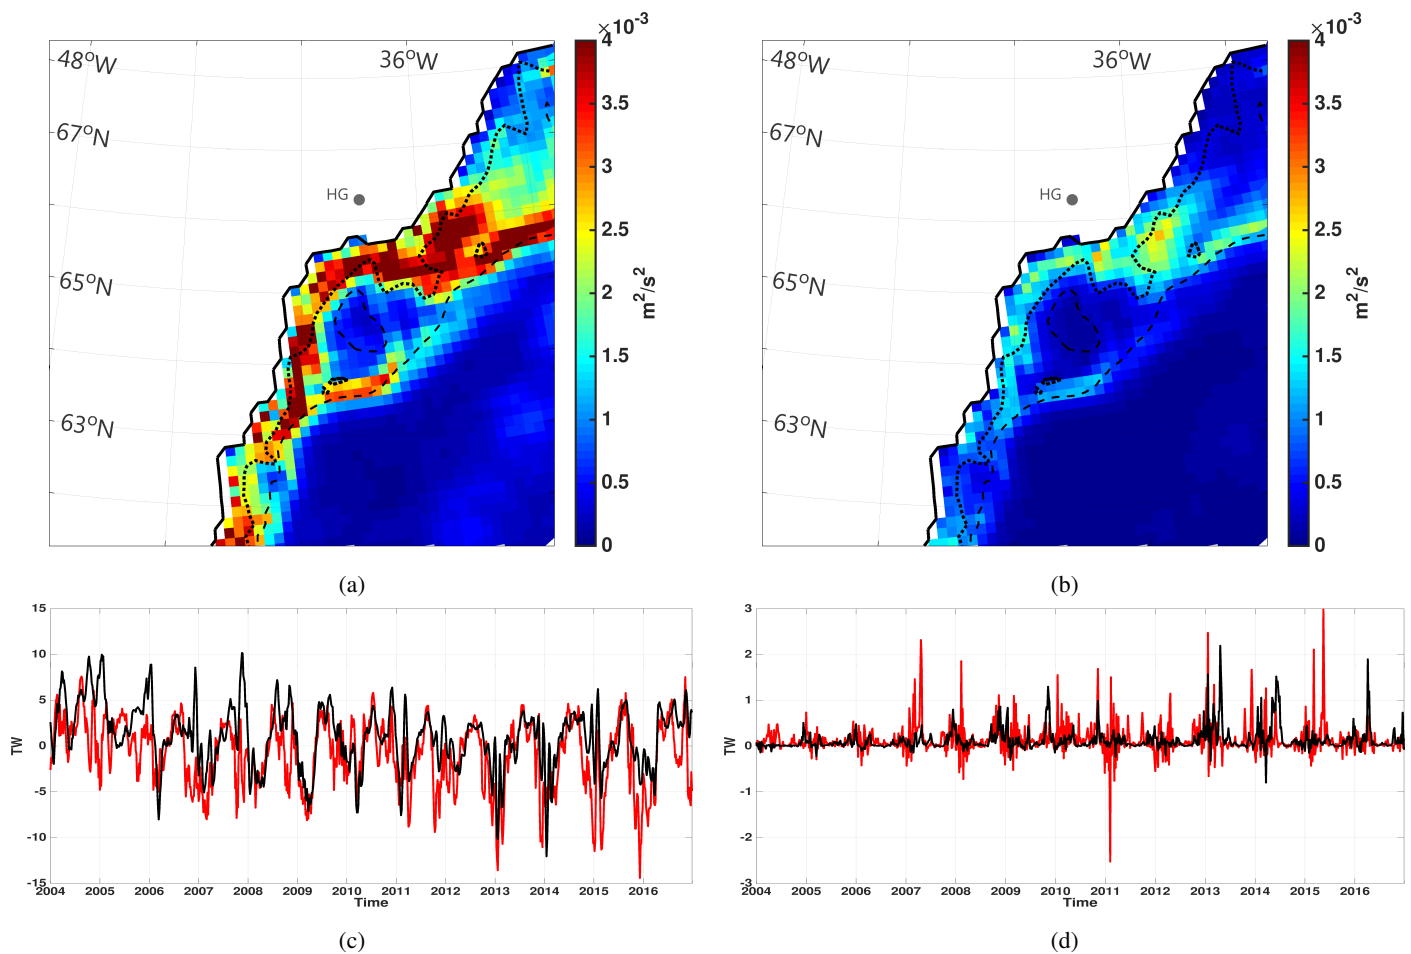 ×10⁻³
48ºW
36ºW
67ºN
HG
65ºN
63ºN
4
3.5
3
2.5
2
1.5
1
0.5
0
m²/s²
(a)
×10⁻³
48ºW
36ºW
67ºN
HG
65ºN
63ºN
4
3.5
3
2.5
2
1.5
1
0.5
0
m²/s²
(b)
15
10
5
0
-5
-10
-15
TW
2004 2005 2006 2007 2008 2009 2010 2011 2012 2013 2014 2015 2016
Time
(c)
3
2
1
0
-1
-2
-3
TW
2004 2005 2006 2007 2008 2009 2010 2011 2012 2013 2014 2015 2016
Time
(d)